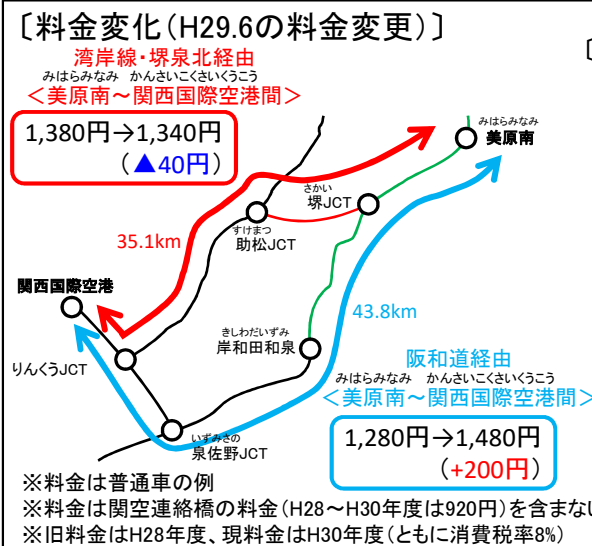 〔料金変化(H29.6の料金変更)〕
〔
湾岸線・堺泉北経由
みはらみなみ かんさいこくさいくうこう
<美原南~関西国際空港間>
1,380円→1,340円
(▲40円)
みはらみなみ
美原南
さかい
堺JCT
すけまつ
助松JCT
35.1km
関西国際空港
43.8km
きしわだいずみ
岸和田和泉
りんくうJCT
阪和道経由
みはらみなみ かんさいこくさいくうこう
<美原南~関西国際空港間>
いずみさの
泉佐野JCT
1,280円→1,480円
(+200円)
※料金は普通車の例
※料金は関空連絡橋の料金(H28~H30年度は920円)を含まな
※旧料金はH28年度、現料金はH30年度(ともに消費税率8%)